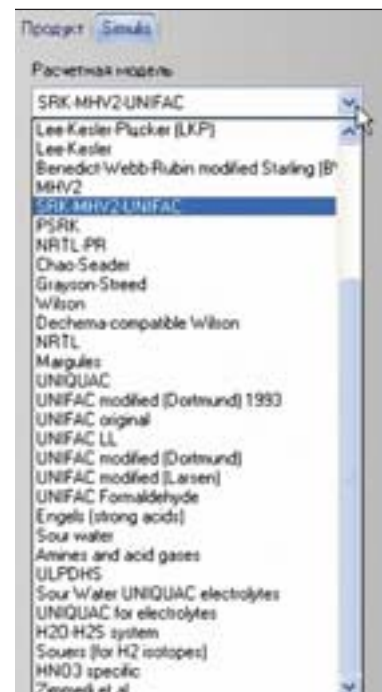 Продукт Simulis
Расчетная модель
SRK-MHV2-UNIFAC
Lee-Kesler-Plцcker (LKP)
Lee-Kesler
Benedict-Webb-Rubin modified Starling (B
MHV2
SRK-MHV2-UNIFAC
PSRK
NRTL-PR
Chao-Seader
Grayson-Streed
Wilson
Dechema-compatible Wilson
NRTL
Margules
UNIQUAC
UNIFAC modified (Dortmund) 1993
UNIFAC original
UNIFAC LL
UNIFAC modified (Dortmund)
UNIFAC modified (Larsen)
UNIFAC Formaldehyde
Engels (strong acids)
Sour water
Amines and acid gases
ULPDHS
Sour Water UNIQUAC electrolytes
UNIQUAC for electrolytes
H2O-H2S system
Souers (for H2 isotopes)
HNO3 specific
et al